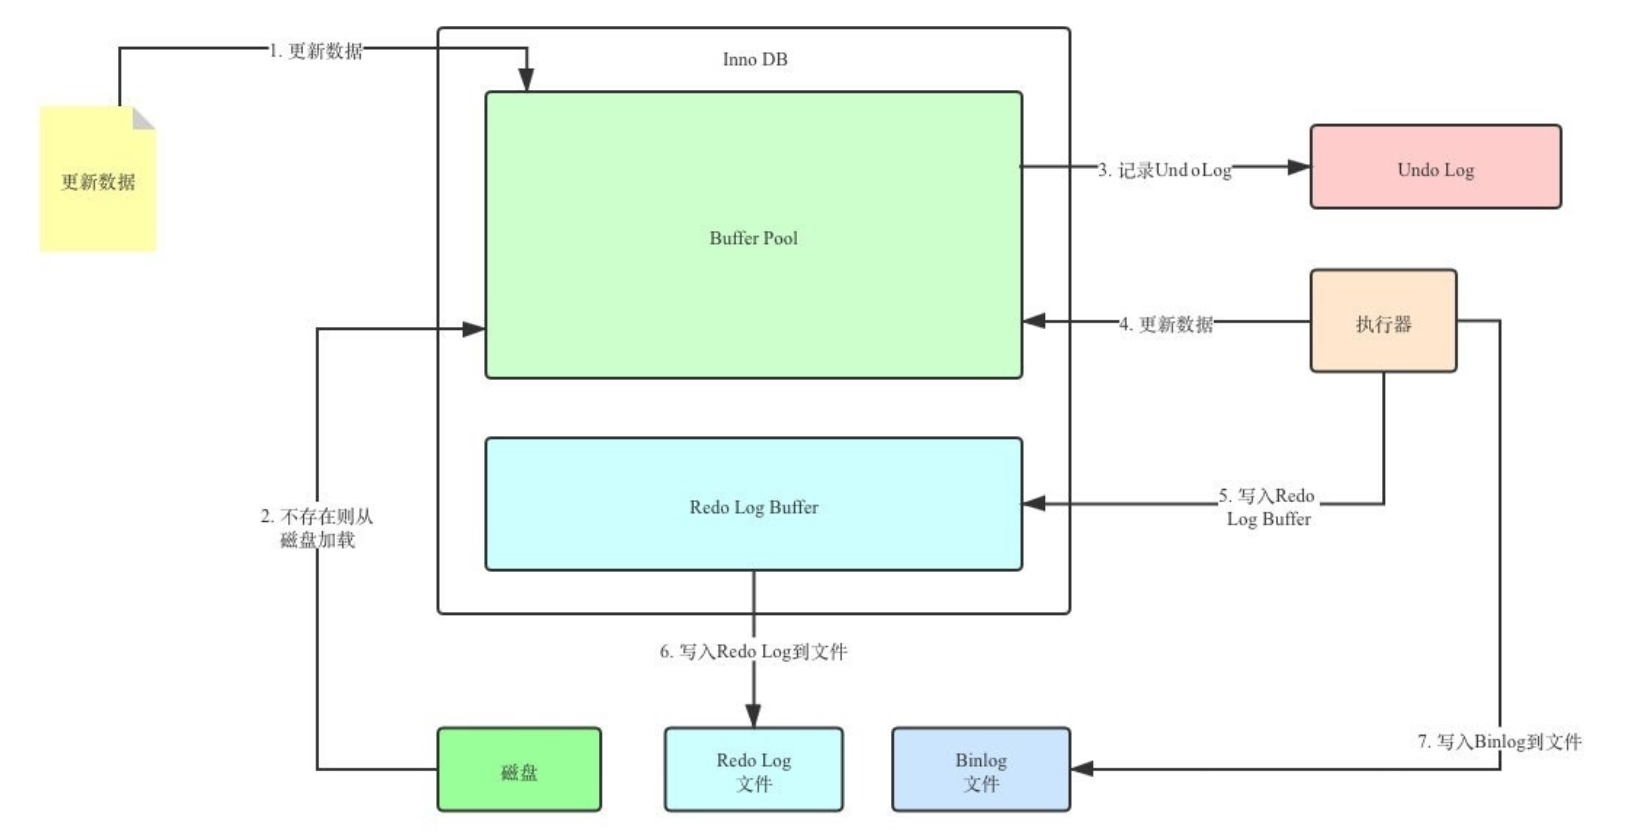 1. 更新数据
Inno DB
更新数据
Buffer Pool
3. 记录UndoLog
Undo Log
4. 更新数据
执行器
2. 不存在则从
磁盘加载
Redo Log Buffer
5. 写入Redo
Log Buffer
6. 写入Redo Log到文件
7. 写入Binlog到文件
磁盘
Redo Log
文件
Binlog
文件